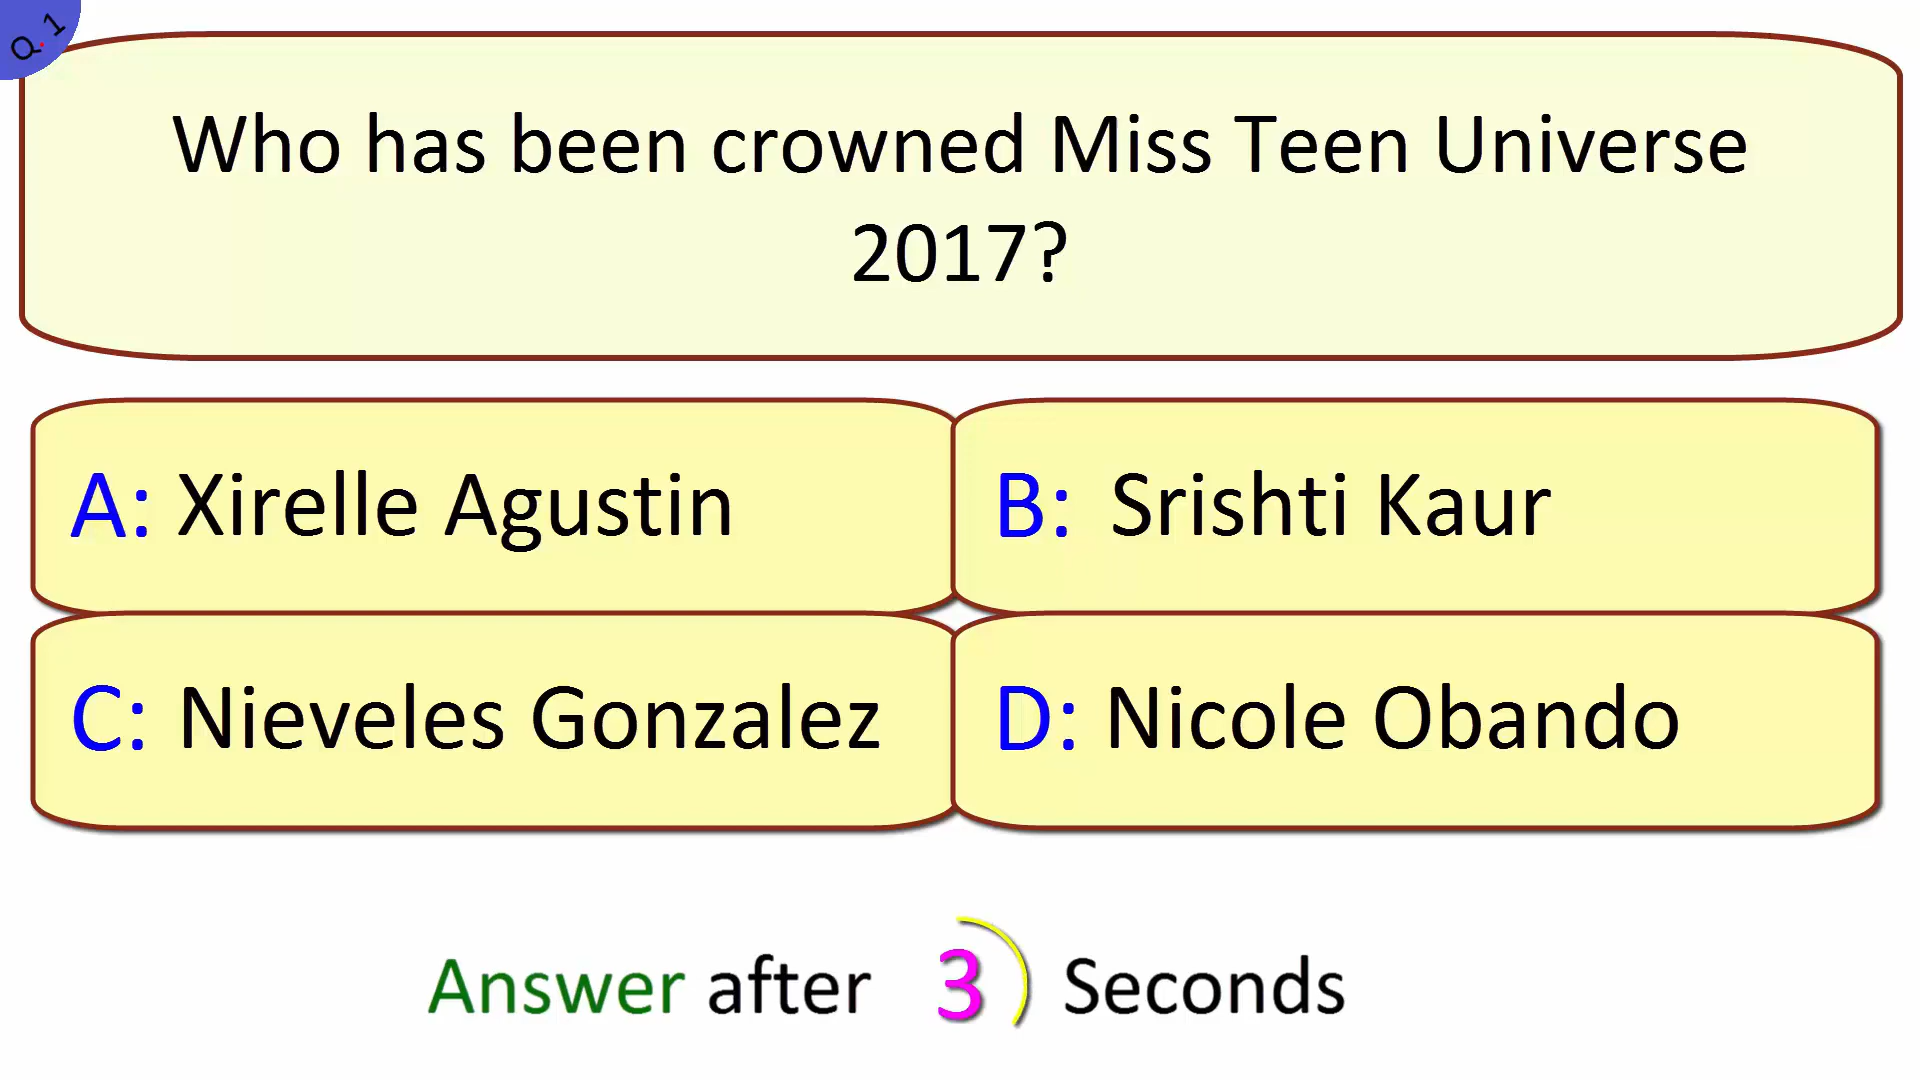 Q. 1
Who has been crowned Miss Teen Universe
2017?
A: Xirelle Agustin
B: Srishti Kaur
C: Nieveles Gonzalez
D: Nicole Obando
Answer after 3 Seconds